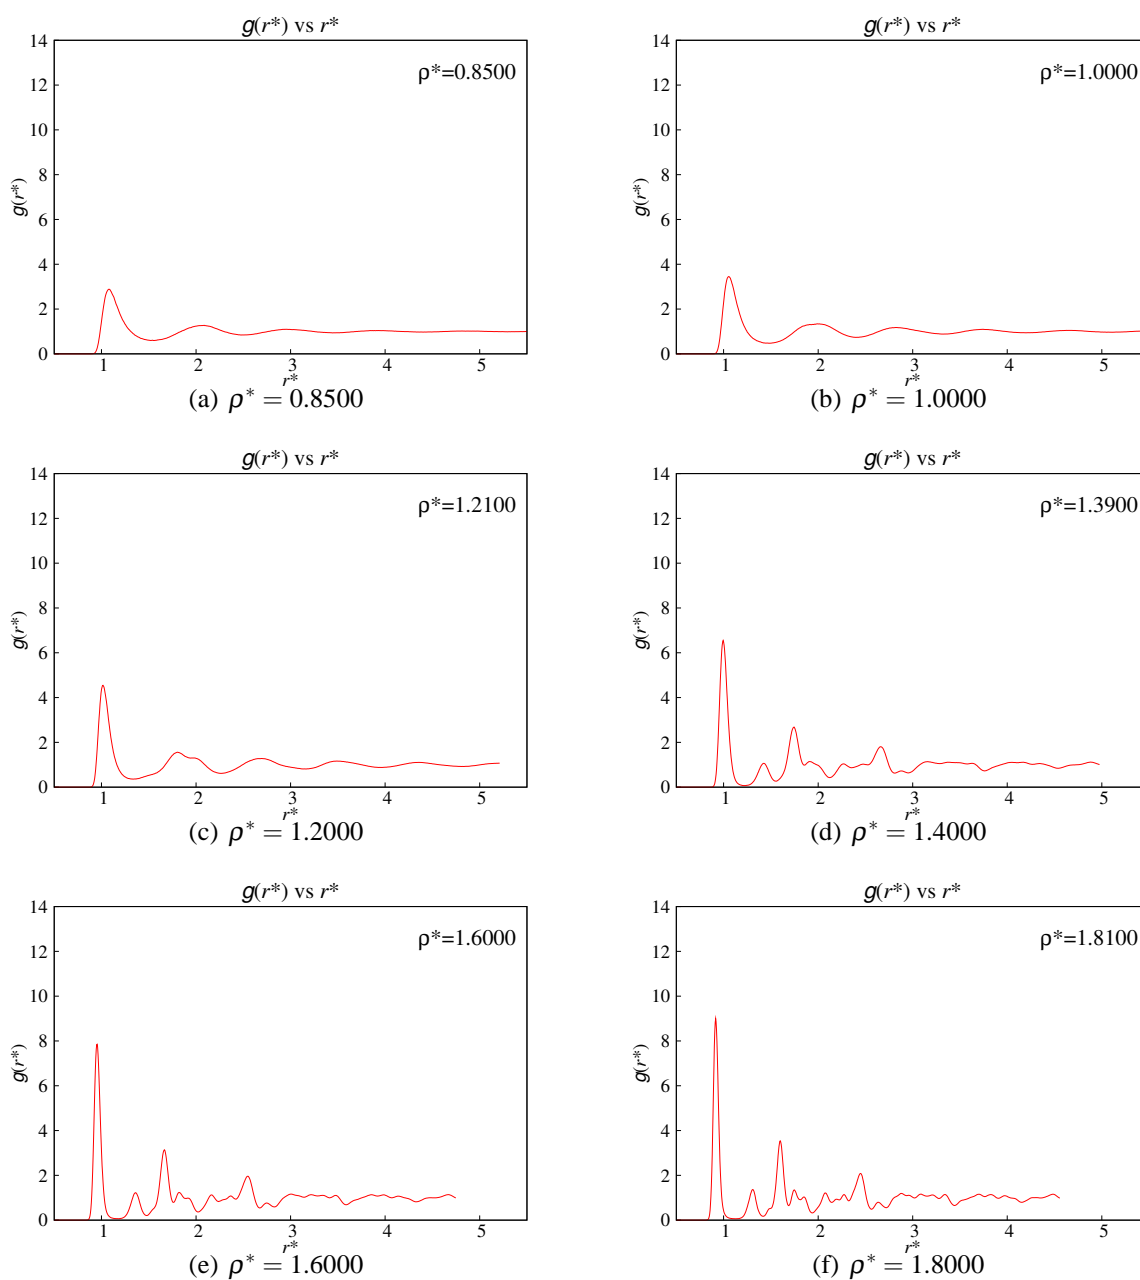 g(r*) vs r*
ρ*=0.8500
14
12
10
8
6
4
2
0
g(r*)
1 2 3 4 5
r*
(a) ρ* = 0.8500
g(r*) vs r*
ρ*=1.0000
14
12
10
8
6
4
2
0
g(r*)
1 2 3 4 5
r*
(b) ρ* = 1.0000
g(r*) vs r*
ρ*=1.2100
14
12
10
8
6
4
2
0
g(r*)
1 2 3 4 5
r*
(c) ρ* = 1.2000
g(r*) vs r*
ρ*=1.3900
14
12
10
8
6
4
2
0
g(r*)
1 2 3 4 5
r*
(d) ρ* = 1.4000
g(r*) vs r*
ρ*=1.6000
14
12
10
8
6
4
2
0
g(r*)
1 2 3 4 5
r*
(e) ρ* = 1.6000
g(r*) vs r*
ρ*=1.8100
14
12
10
8
6
4
2
0
g(r*)
1 2 3 4 5
r*
(f) ρ* = 1.8000